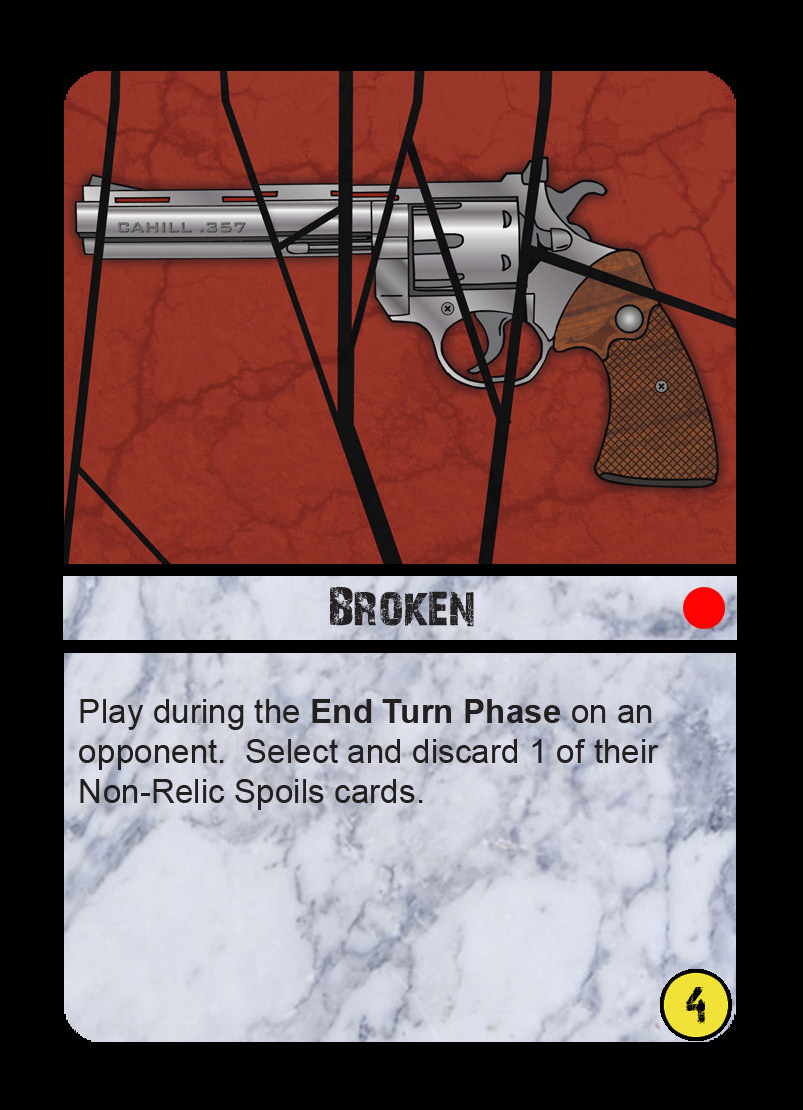 CAHILL .357
BROKEN
Play during the End Turn Phase on an
opponent.  Select and discard 1 of their
Non-Relic Spoils cards.
4